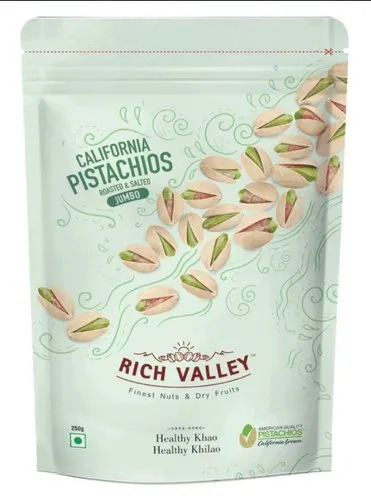 CALIFORNIA
PISTACHIOS
ROASTED & SALTED
JUMBO
RICH VALLEY™
Finest Nuts & Dry Fruits
250g
Healthy Khao
Healthy Khilao
AMERICAN QUALITY
PISTACHIOS
California Grown